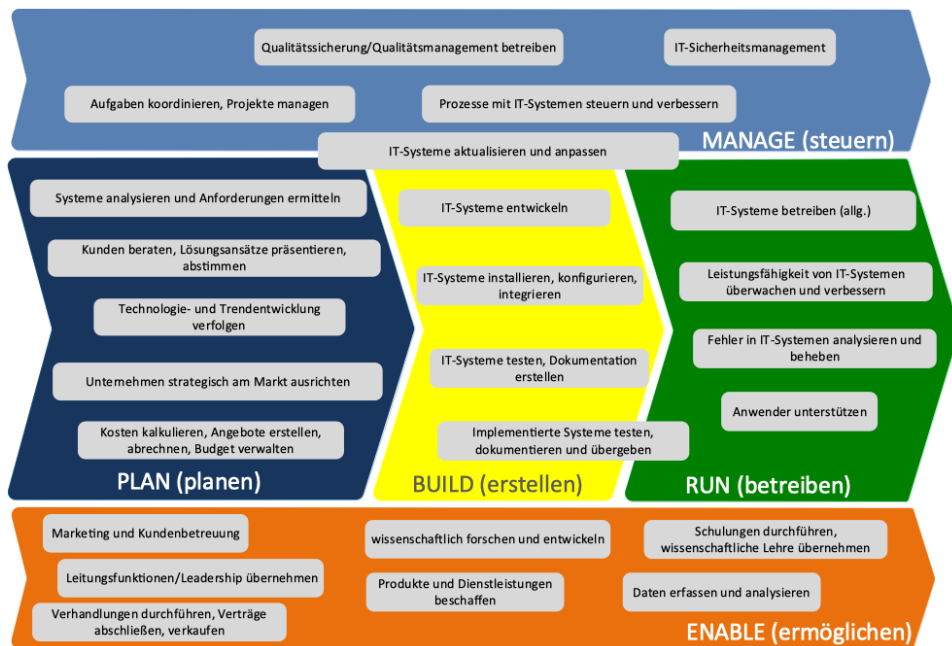 Qualitätssicherung/Qualitätsmanagement betreiben
IT-Sicherheitsmanagement
Aufgaben koordinieren, Projekte managen
Prozesse mit IT-Systemen steuern und verbessern
MANAGE (steuern)
IT-Systeme aktualisieren und anpassen
Systeme analysieren und Anforderungen ermitteln
Kunden beraten, Lösungsansätze präsentieren,
abstimmen
Technologie- und Trendentwicklung
verfolgen
Unternehmen strategisch am Markt ausrichten
Kosten kalkulieren, Angebote erstellen,
abrechnen, Budget verwalten
PLAN (planen)
IT-Systeme entwickeln
IT-Systeme installieren, konfigurieren,
integrieren
IT-Systeme testen, Dokumentation
erstellen
Implementierte Systeme testen,
dokumentieren und übergeben
BUILD (erstellen)
IT-Systeme betreiben (allg.)
Leistungsfähigkeit von IT-Systemen
überwachen und verbessern
Fehler in IT-Systemen analysieren und
beheben
Anwender unterstützen
RUN (betreiben)
Marketing und Kundenbetreuung
Leitungsfunktionen/Leadership übernehmen
Verhandlungen durchführen, Verträge
abschließen, verkaufen
wissenschaftlich forschen und entwickeln
Produkte und Dienstleistungen
beschaffen
Schulungen durchführen,
wissenschaftliche Lehre übernehmen
Daten erfassen und analysieren
ENABLE (ermöglichen)